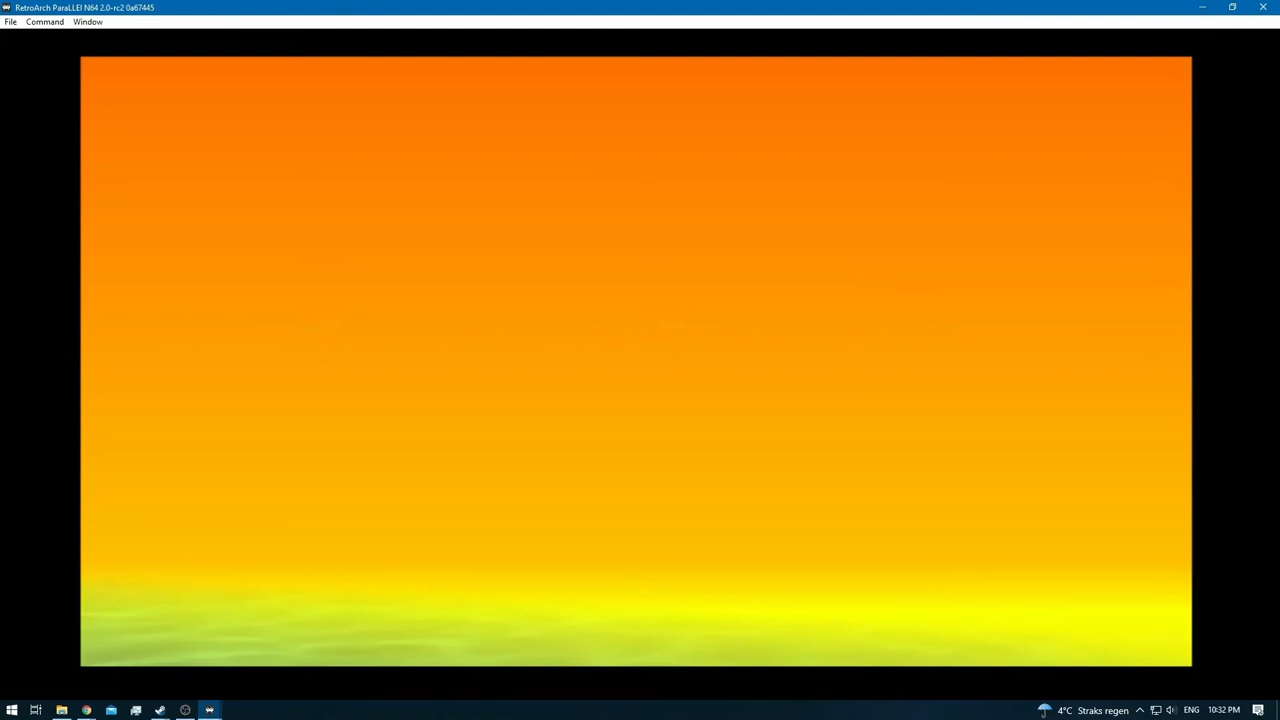 RetroArch ParaLLEl N64 2.0-rc2 0a67445
File Command Window
4°C Straks regen ENG 10:32 PM